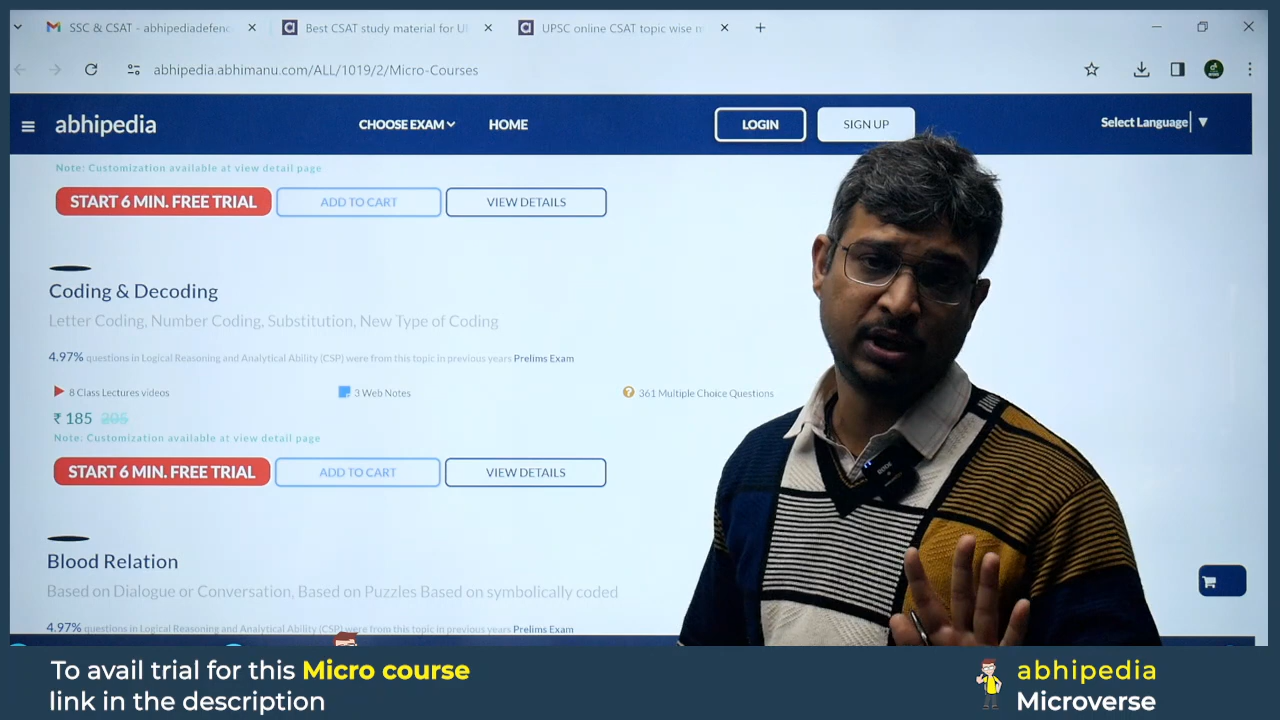 SSC & CSAT - abhipediadefenc
Best CSAT study material for U
UPSC online CSAT topic wise
abhipedia.abhimanu.com/ALL/1019/2/Micro-Courses
abhipedia
CHOOSE EXAM
HOME
LOGIN
SIGN UP
Select Language
Note: Customization available at view detail page
START 6 MIN. FREE TRIAL
ADD TO CART
VIEW DETAILS
Coding & Decoding
Letter Coding, Number Coding, Substitution, New Type of Coding
4.97% questions in Logical Reasoning and Analytical Ability (CSP) were from this topic in previous years Prelims Exam
8 Class Lectures videos
3 Web Notes
361 Multiple Choice Questions
₹ 185 205
Note: Customization available at view detail page
START 6 MIN. FREE TRIAL
ADD TO CART
VIEW DETAILS
Blood Relation
Based on Dialogue or Conversation, Based on Puzzles Based on symbolically coded
4.97% questions in Logical Reasoning and Analytical Ability (CSP) were from this topic in previous years Prelims Exam
To avail trial for this Micro course
link in the description
abhipedia
Microverse